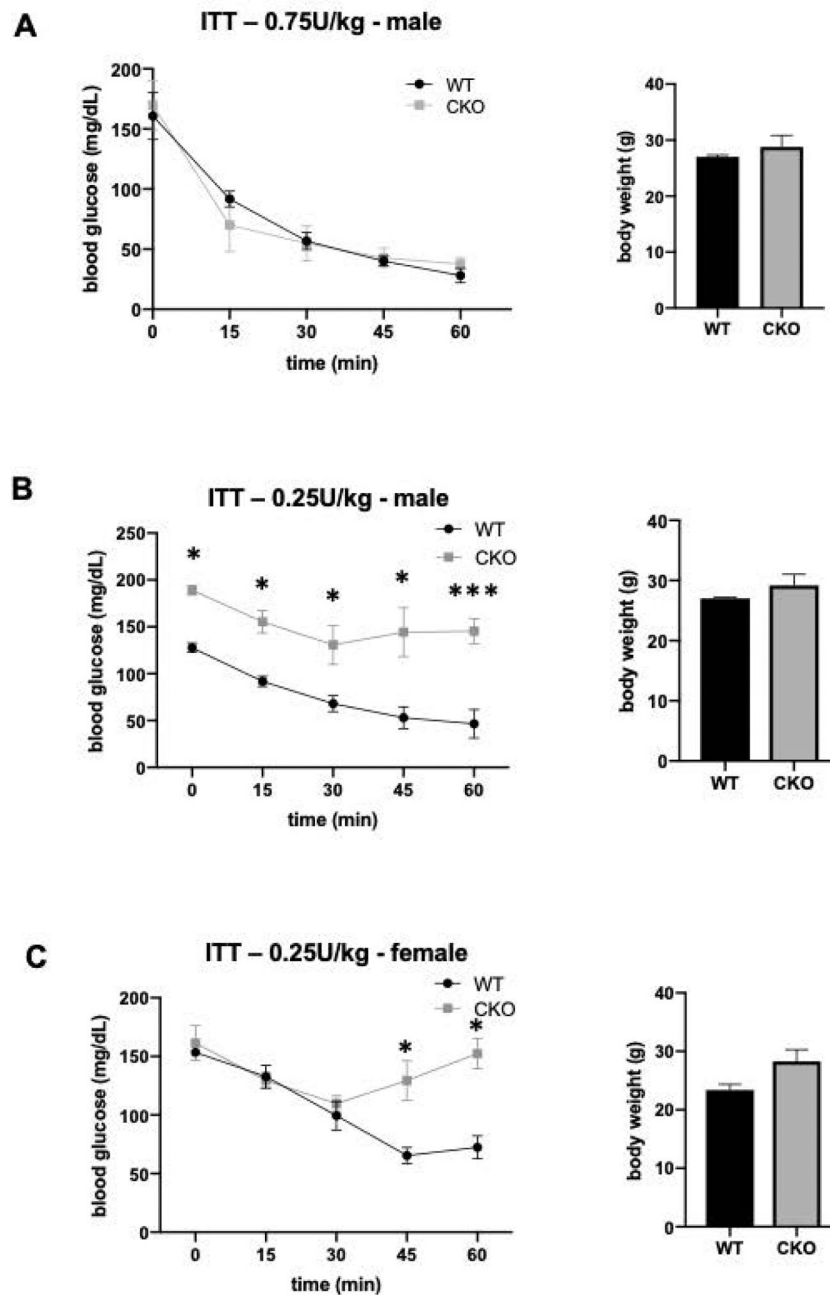 A
ITT – 0.75U/kg - male
blood glucose (mg/dL)
200
150
100
50
0
0 15 30 45 60
time (min)
WT
CKO
body weight (g)
40
30
20
10
0
WT CKO
B
ITT – 0.25U/kg - male
blood glucose (mg/dL)
250
200
150
100
50
0
* * * * ***
0 15 30 45 60
time (min)
WT
CKO
body weight (g)
40
30
20
10
0
WT CKO
C
ITT – 0.25U/kg - female
blood glucose (mg/dL)
200
150
100
50
0
* *
0 15 30 45 60
time (min)
WT
CKO
body weight (g)
40
30
20
10
0
WT CKO